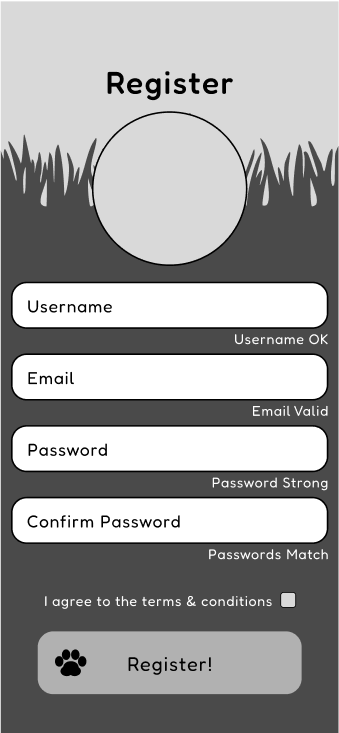 Register
Username
Username OK
Email
Email Valid
Password
Password Strong
Confirm Password
Passwords Match
I agree to the terms & conditions
Register!